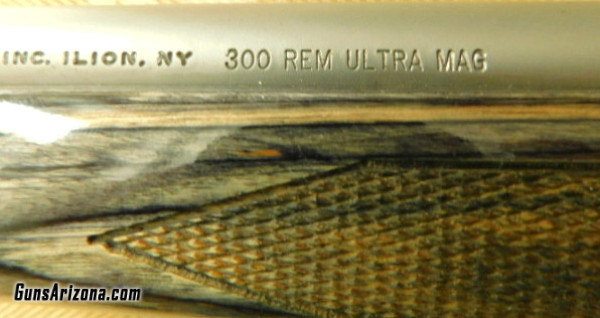 INC. ILION, NY 300 REM ULTRA MAG
GunsArizona.com